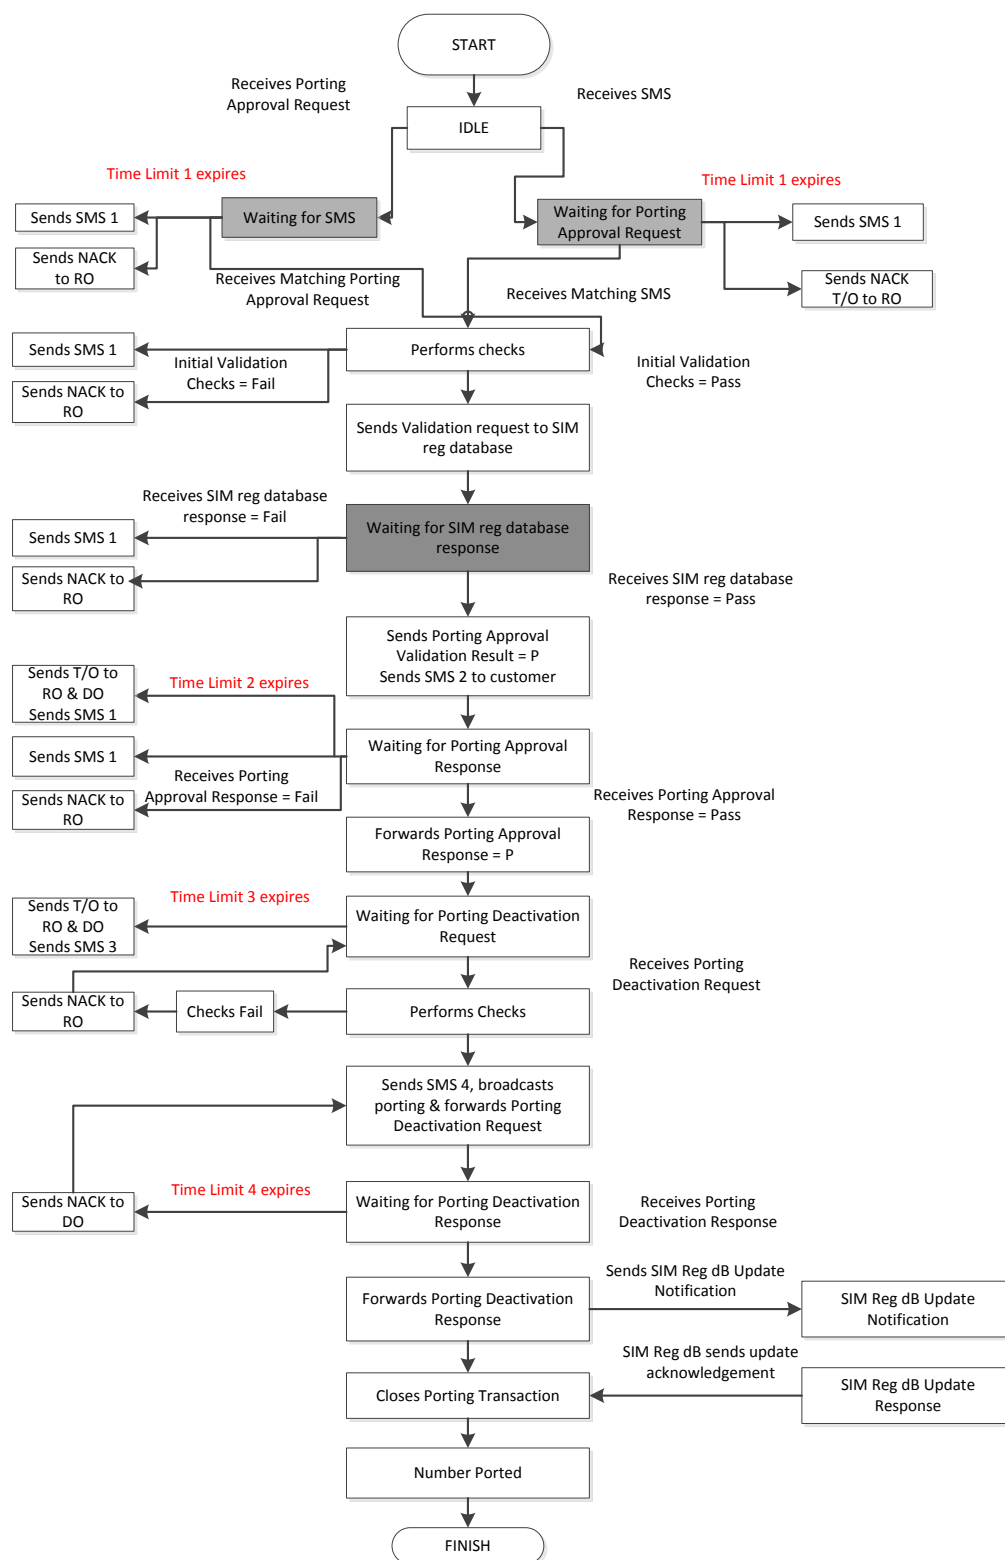 START
Receives Porting
Approval Request
Receives SMS
IDLE
Time Limit 1 expires
Time Limit 1 expires
Sends SMS 1
Waiting for SMS
Waiting for Porting
Approval Request
Sends SMS 1
Sends NACK
to RO
Receives Matching Porting
Approval Request
Receives Matching SMS
Sends NACK
T/O to RO
Sends SMS 1
Performs checks
Initial Validation
Checks = Fail
Initial Validation
Checks = Pass
Sends NACK to
RO
Sends Validation request to SIM
reg database
Receives SIM reg database
response = Fail
Sends SMS 1
Waiting for SIM reg database
response
Sends NACK to
RO
Receives SIM reg database
response = Pass
Sends Porting Approval
Validation Result = P
Sends SMS 2 to customer
Sends T/O to
RO & DO
Sends SMS 1
Time Limit 2 expires
Sends SMS 1
Waiting for Porting Approval
Response
Receives Porting
Approval Response = Fail
Sends NACK to
RO
Receives Porting Approval
Response = Pass
Forwards Porting Approval
Response = P
Sends T/O to
RO & DO
Sends SMS 3
Time Limit 3 expires
Waiting for Porting Deactivation
Request
Receives Porting
Deactivation Request
Sends NACK to
RO
Checks Fail
Performs Checks
Sends SMS 4, broadcasts
porting & forwards Porting
Deactivation Request
Sends NACK to
DO
Time Limit 4 expires
Waiting for Porting Deactivation
Response
Receives Porting
Deactivation Response
Forwards Porting Deactivation
Response
Sends SIM Reg dB Update
Notification
SIM Reg dB Update
Notification
SIM Reg dB sends update
acknowledgement
Closes Porting Transaction
SIM Reg dB Update
Response
Number Ported
FINISH